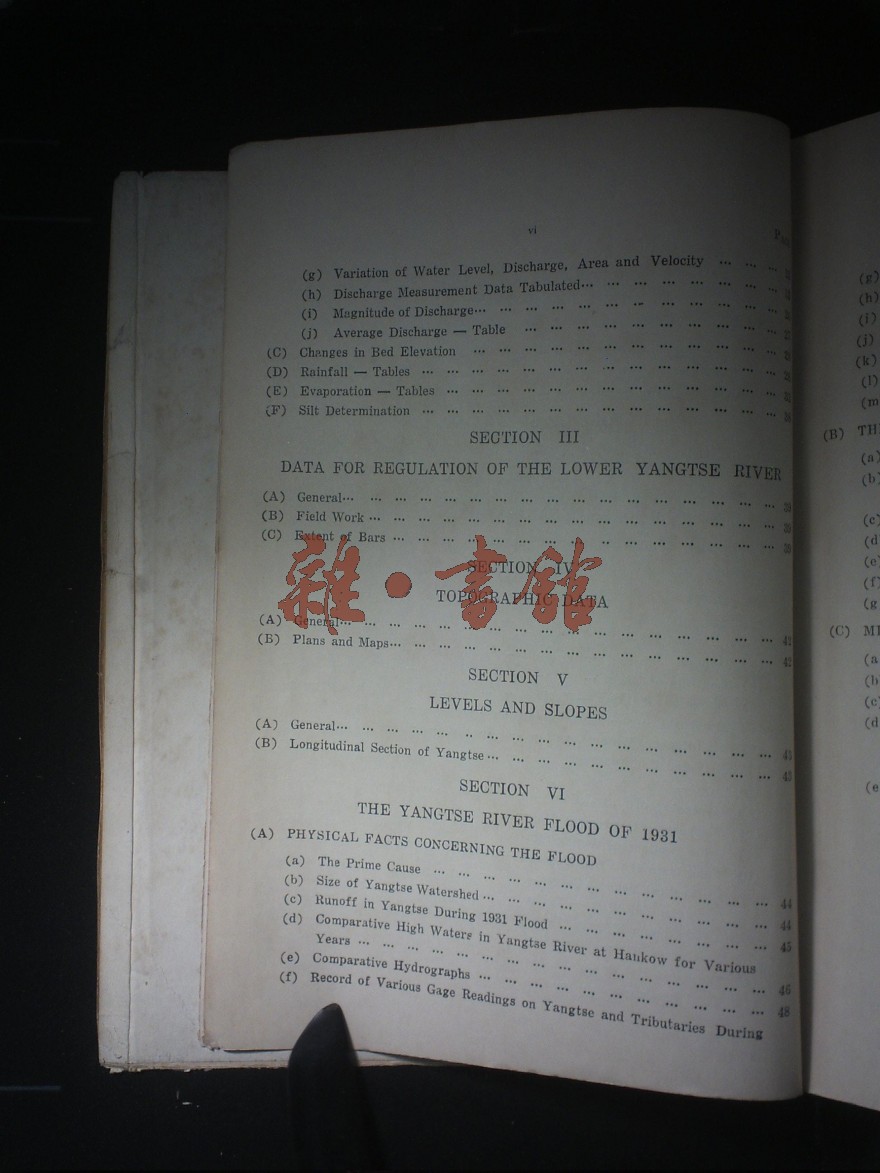 vi
(g) Variation of Water Level, Discharge, Area and Velocity ... ... ...
(h) Discharge Measurement Data Tabulated... ... ... ... ... ... ... ...
(i) Magnitude of Discharge... ... ... ... ... ... ... ... ... ... ... ...
(j) Average Discharge — Table ... ... ... ... ... ... ... ... ... ...
(C) Changes in Bed Elevation ... ... ... ... ... ... ... ... ... ... ... ...
(D) Rainfall — Tables ... ... ... ... ... ... ... ... ... ... ... ... ... ...
(E) Evaporation — Tables ... ... ... ... ... ... ... ... ... ... ... ... ...
(F) Silt Determination ... ... ... ... ... ... ... ... ... ... ... ... ... ...
SECTION III
DATA FOR REGULATION OF THE LOWER YANGTSE RIVER
(A) General... ... ... ... ... ... ... ... ... ... ... ... ... ... ... ... ...
(B) Field Work ... ... ... ... ... ... ... ... ... ... ... ... ... ... ... ...
(C) Extent of Bars ... ... ... ... ... ... ... ... ... ... ... ... ... ... ...
SECTION IV
TOPOGRAPHIC DATA
(A) General... ... ... ... ... ... ... ... ... ... ... ... ... ... ... ... ... 41
(B) Plans and Maps... ... ... ... ... ... ... ... ... ... ... ... ... ... ... 42
雜·書館
SECTION V
LEVELS AND SLOPES
(A) General... ... ... ... ... ... ... ... ... ... ... ... ... ... ... ... ... 43
(B) Longitudinal Section of Yangtse ... ... ... ... ... ... ... ... ... ... ... 43
SECTION VI
THE YANGTSE RIVER FLOOD OF 1931
(A) PHYSICAL FACTS CONCERNING THE FLOOD
(a) The Prime Cause ... ... ... ... ... ... ... ... ... ... ... ... ... 44
(b) Size of Yangtse Watershed ... ... ... ... ... ... ... ... ... ... ... 44
(c) Runoff in Yangtse During 1931 Flood ... ... ... ... ... ... ... ... 45
(d) Comparative High Waters in Yangtse River at Hankow for Various
Years ... ... ... ... ... ... ... ... ... ... ... ... ... ... ... ... 46
(e) Comparative Hydrographs ... ... ... ... ... ... ... ... ... ... ... 48
(f) Record of Various Gage Readings on Yangtse and Tributaries During
(g)
(h)
(i)
(j)
(k)
(l)
(m
(B) TH
(a)
(b)
(c)
(d
(e
(f
(g
(C) M
(a
(b
(c
(d
(e